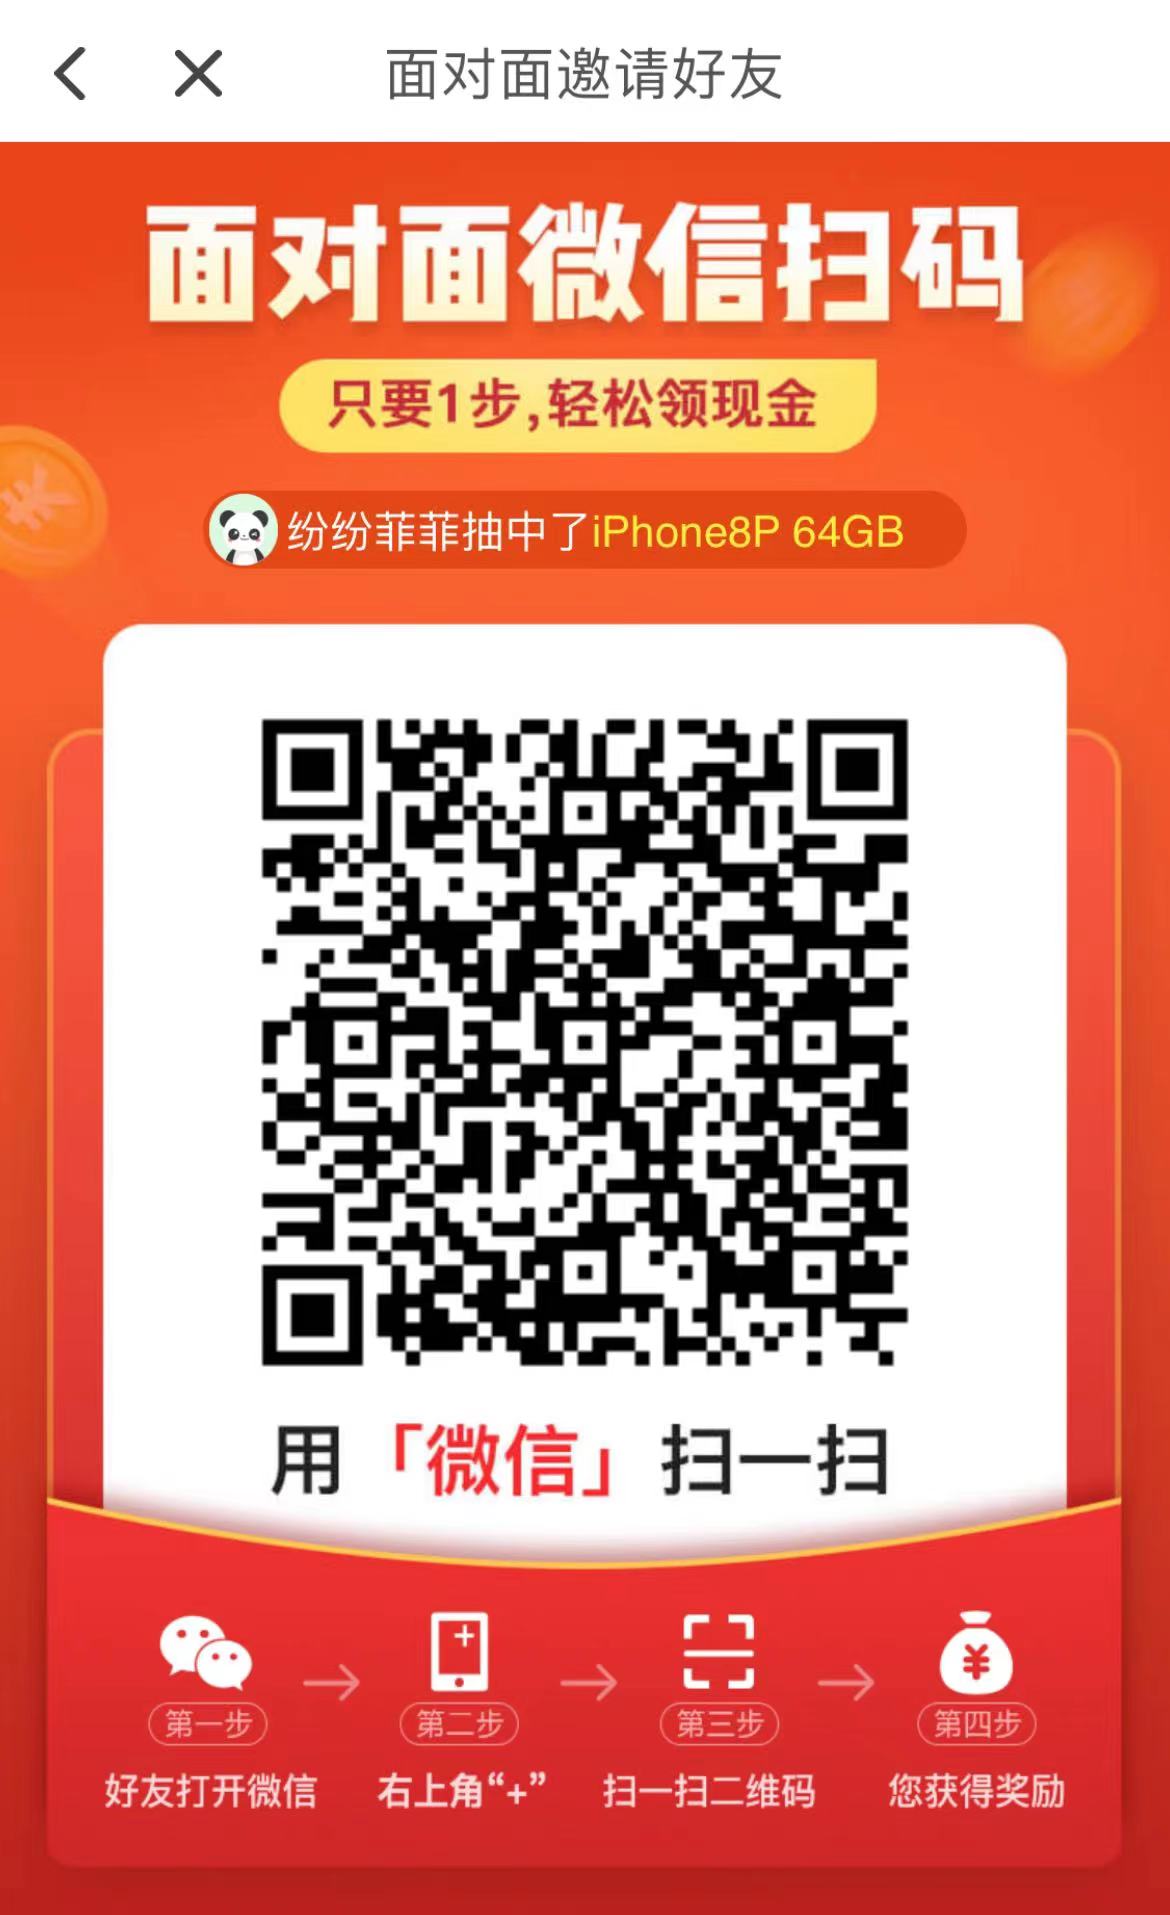 面对面邀请好友
面对面微信扫码
只要1步,轻松领现金
纷纷菲菲抽中了iPhone8P 64GB
用「微信」扫一扫
第一步 第二步 第三步 第四步
好友打开微信 右上角“+” 扫一扫二维码 您获得奖励